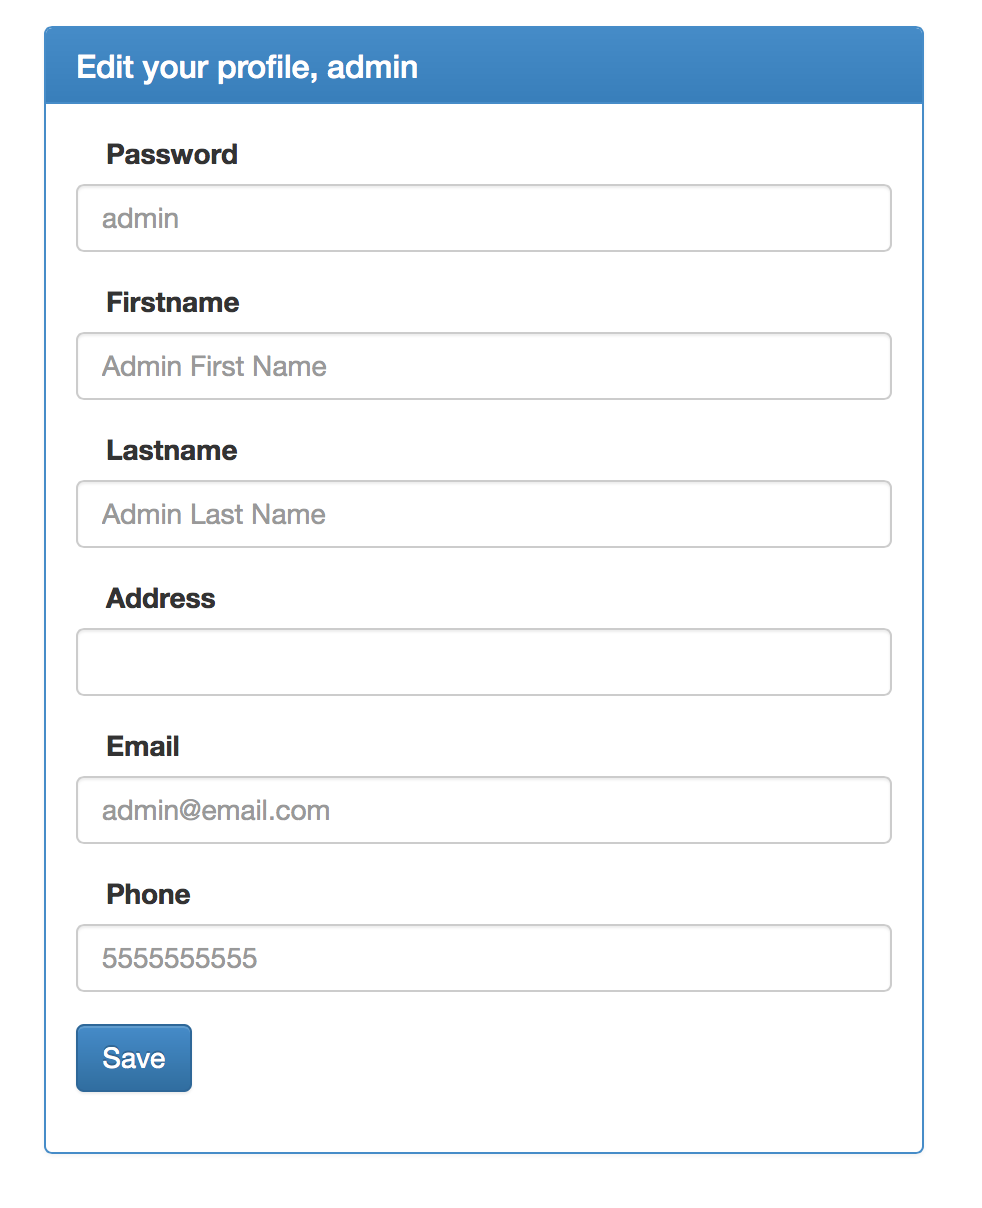 Edit your profile, admin
Password
admin
Firstname
Admin First Name
Lastname
Admin Last Name
Address
Email
admin@email.com
Phone
5555555555
Save